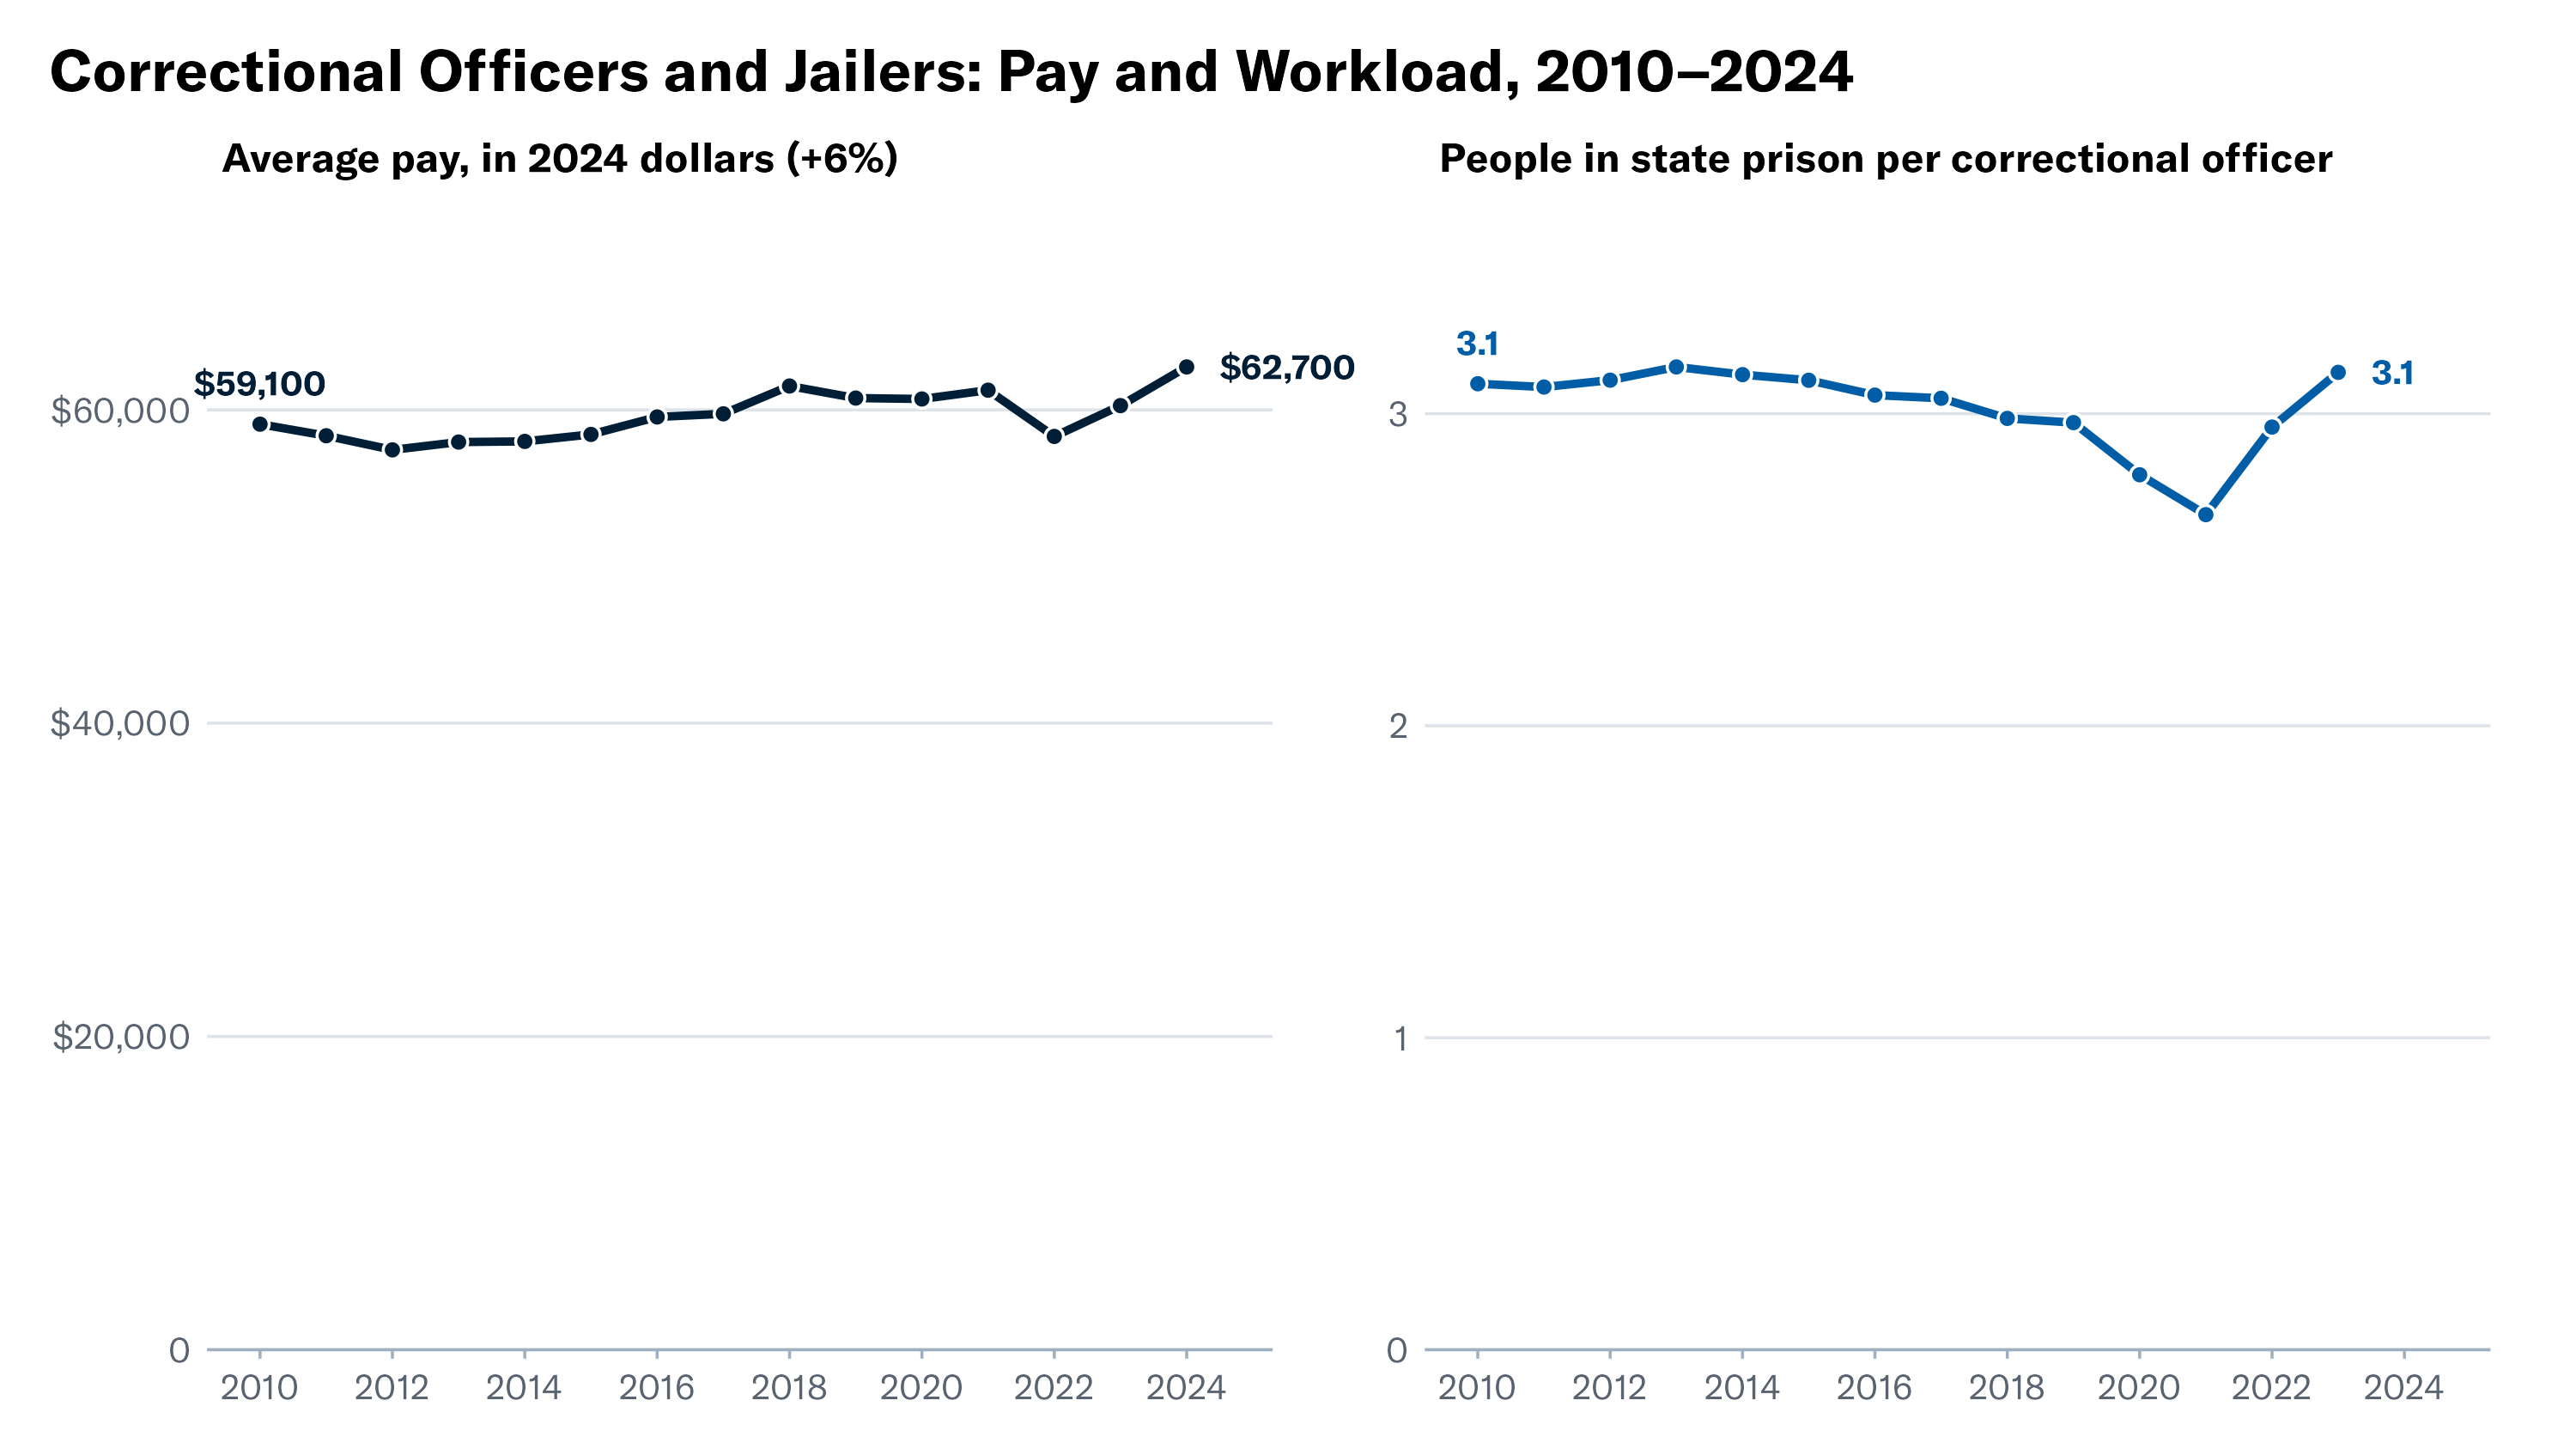 Correctional Officers and Jailers: Pay and Workload, 2010–2024
Average pay, in 2024 dollars (+6%)
$59,100
$62,700
$60,000
$40,000
$20,000
0
2010 2012 2014 2016 2018 2020 2022 2024
People in state prison per correctional officer
3.1
3.1
3
2
1
0
2010 2012 2014 2016 2018 2020 2022 2024